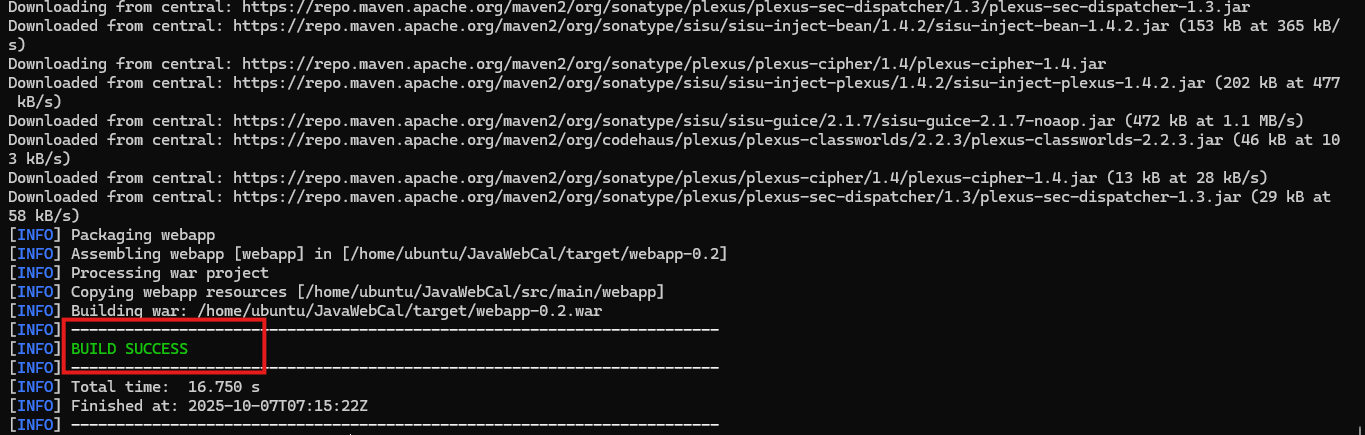 Downloading from central: https://repo.maven.apache.org/maven2/org/sonatype/plexus/plexus-sec-dispatcher/1.3/plexus-sec-dispatcher-1.3.jar
Downloaded from central: https://repo.maven.apache.org/maven2/org/sonatype/sisu/sisu-inject-bean/1.4.2/sisu-inject-bean-1.4.2.jar (153 kB at 365 kB/
s)
Downloading from central: https://repo.maven.apache.org/maven2/org/sonatype/plexus/plexus-cipher/1.4/plexus-cipher-1.4.jar
Downloaded from central: https://repo.maven.apache.org/maven2/org/sonatype/sisu/sisu-inject-plexus/1.4.2/sisu-inject-plexus-1.4.2.jar (202 kB at 477
 kB/s)
Downloaded from central: https://repo.maven.apache.org/maven2/org/sonatype/sisu/sisu-guice/2.1.7/sisu-guice-2.1.7-noaop.jar (472 kB at 1.1 MB/s)
Downloaded from central: https://repo.maven.apache.org/maven2/org/codehaus/plexus/plexus-classworlds/2.2.3/plexus-classworlds-2.2.3.jar (46 kB at 10
3 kB/s)
Downloaded from central: https://repo.maven.apache.org/maven2/org/sonatype/plexus/plexus-cipher/1.4/plexus-cipher-1.4.jar (13 kB at 28 kB/s)
Downloaded from central: https://repo.maven.apache.org/maven2/org/sonatype/plexus/plexus-sec-dispatcher/1.3/plexus-sec-dispatcher-1.3.jar (29 kB at
58 kB/s)
[INFO] Packaging webapp
[INFO] Assembling webapp [webapp] in [/home/ubuntu/JavaWebCal/target/webapp-0.2]
[INFO] Processing war project
[INFO] Copying webapp resources [/home/ubuntu/JavaWebCal/src/main/webapp]
[INFO] Building war: /home/ubuntu/JavaWebCal/target/webapp-0.2.war
[INFO] ------------------------------------------------------------------------
[INFO] BUILD SUCCESS
[INFO] ------------------------------------------------------------------------
[INFO] Total time:  16.750 s
[INFO] Finished at: 2025-10-07T07:15:22Z
[INFO] ------------------------------------------------------------------------